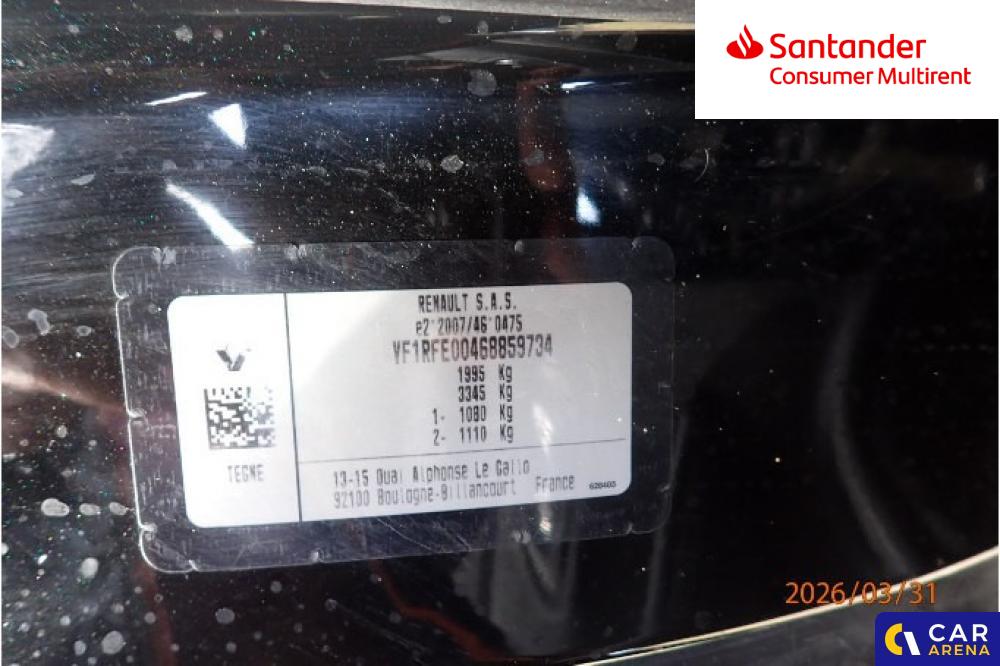 Santander
Consumer Multirent
RENAULT S.A.S.
e2*2007/46*0475
VF1RFE00468859734
1995 Kg
3345 Kg
1- 1080 Kg
2- 1110 Kg
TEGNE
13-15 Quai Alphonse Le Gallo
92100 Boulogne-Billancourt France
628403
2026/03/31
CAR
ARENA